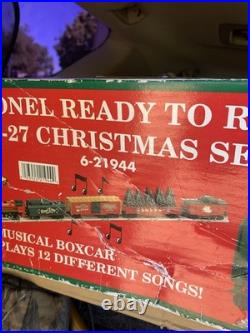 ONEL READY TO R
-27 CHRISTMAS SE
6-21944
MUSICAL BOXCAR
PLAYS 12 DIFFERENT SONGS!